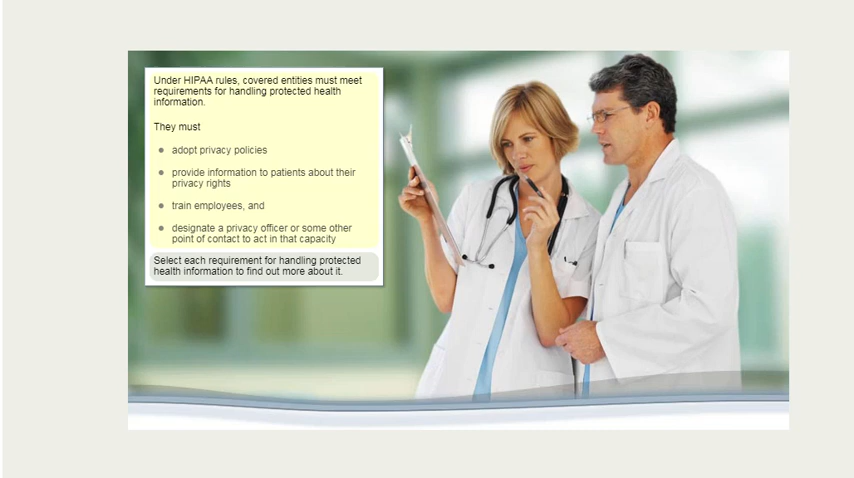 Under HIPAA rules, covered entities must meet
requirements for handling protected health
information.
They must
adopt privacy policies
provide information to patients about their
privacy rights
train employees, and
designate a privacy officer or some other
point of contact to act in that capacity
Select each requirement for handling protected
health information to find out more about it.